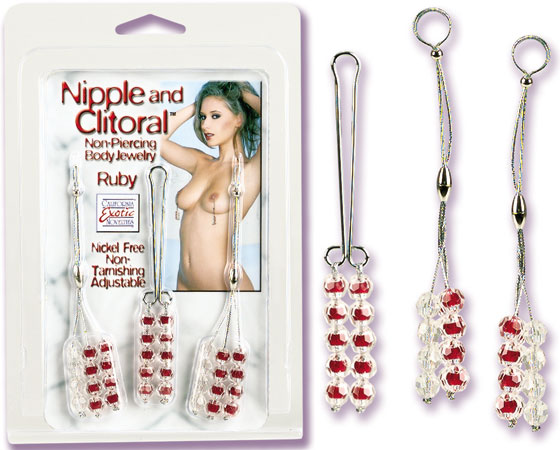 Nipple and
Clitoral™
Non-Piercing
Body Jewelry
Ruby
CALIFORNIA
Exotic
NOVELTIES
Nickel Free
Non-
Tarnishing
Adjustable